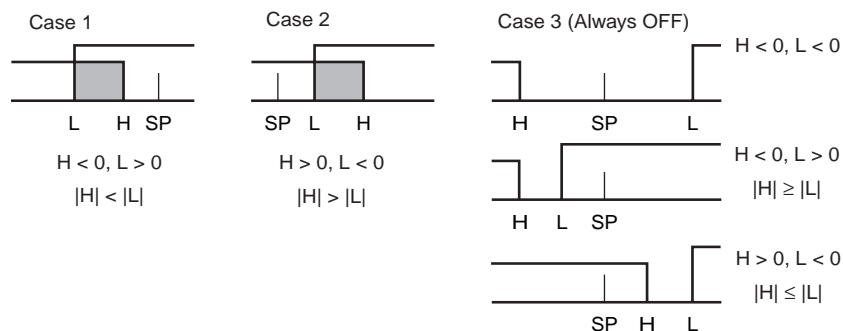 Case 1
L H SP
H < 0, L > 0
|H| < |L|
Case 2
SP L H
H > 0, L < 0
|H| > |L|
Case 3 (Always OFF)
H < 0, L < 0
H SP L
H < 0, L > 0
|H| ≥ |L|
H L SP
H > 0, L < 0
|H| ≤ |L|
SP H L